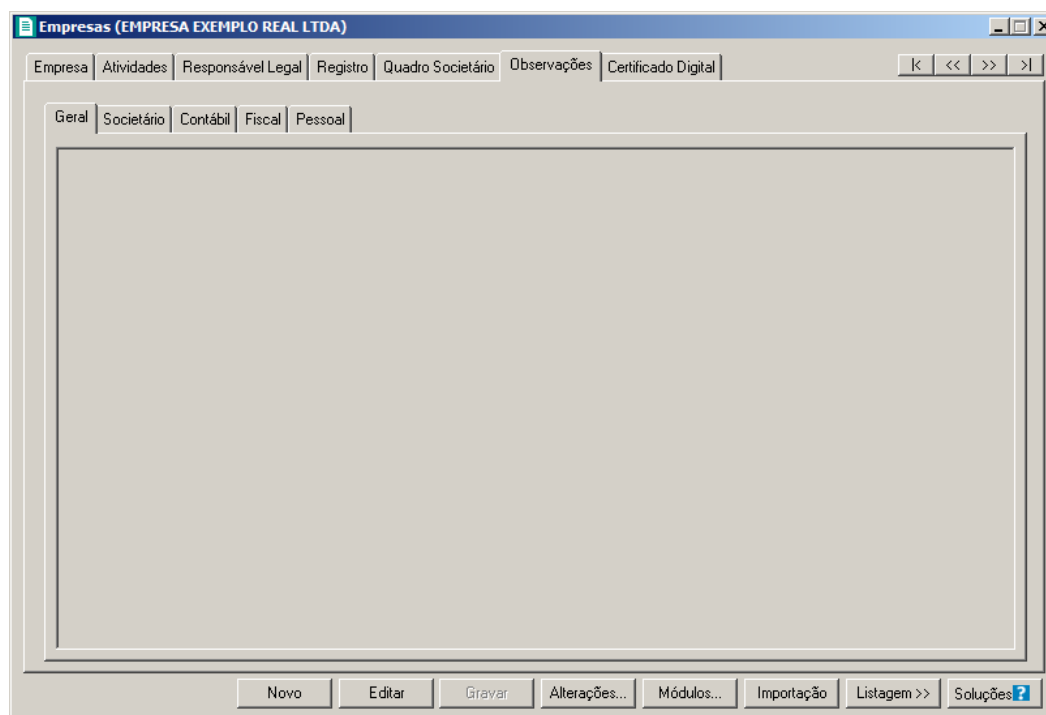 Empresas (EMPRESA EXEMPLO REAL LTDA)
Empresa Atividades Responsável Legal Registro Quadro Societário Observações Certificado Digital |< << >> >|
Geral Societário Contábil Fiscal Pessoal
Novo Editar Gravar Alterações... Módulos... Importação Listagem >> Soluções ?